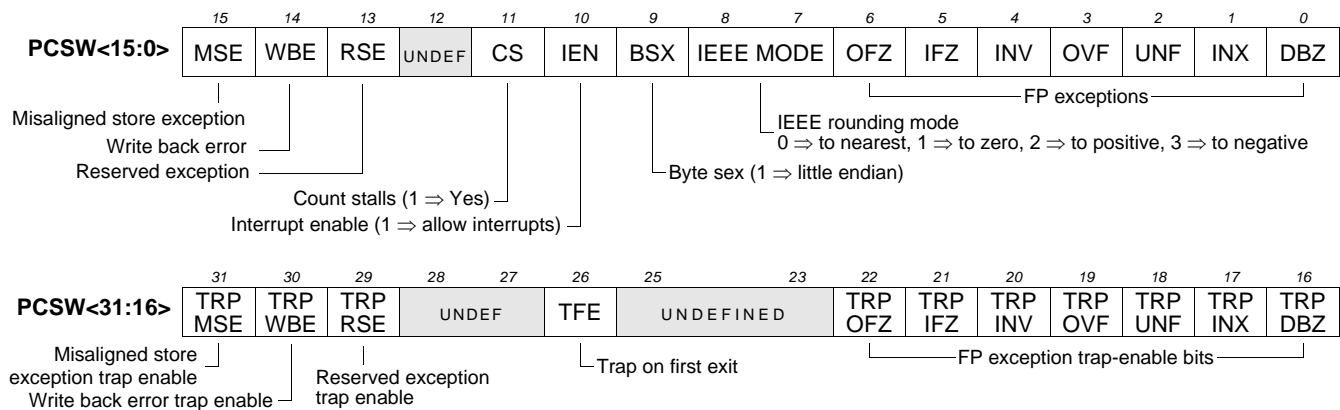 15 14 13 12 11 10 9 8 7 6 5 4 3 2 1 0
PCSW<15:0> MSE WBE RSE UNDEF CS IEN BSX IEEE MODE OFZ IFZ INV OVF UNF INX DBZ
FP exceptions
Misaligned store exception
IEEE rounding mode
Write back error
0 ⇒ to nearest, 1 ⇒ to zero, 2 ⇒ to positive, 3 ⇒ to negative
Reserved exception
Byte sex (1 ⇒ little endian)
Count stalls (1 ⇒ Yes)
Interrupt enable (1 ⇒ allow interrupts)
31 30 29 28 27 26 25 23 22 21 20 19 18 17 16
PCSW<31:16> TRP MSE TRP WBE TRP RSE UNDEF TFE UNDEFINED TRP OFZ TRP IFZ TRP INV TRP OVF TRP UNF TRP INX TRP DBZ
Misaligned store
exception trap enable
Write back error trap enable
Reserved exception
trap enable
Trap on first exit
FP exception trap-enable bits